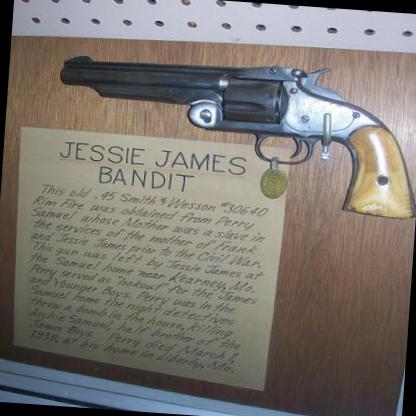 JESSIE JAMES
BANDIT
This old .45 Smith & Wesson #30640
Rim Fire was obtained from Perry
Samuel whose Mother was a slave in
the services of the mother of Frank
and Jessie James prior to the Civil War.
This gun was left by Jessie James at
the Samuel home near Kearney, Mo.
Perry served as "lookout" for the James
and Younger Boys. Perry was in the
Samuel home the night detectives
threw a bomb in the house, killing
Archie Samuel, half brother of the
James Boys. Perry died March 1,
1938, at his home in Liberty, Mo.